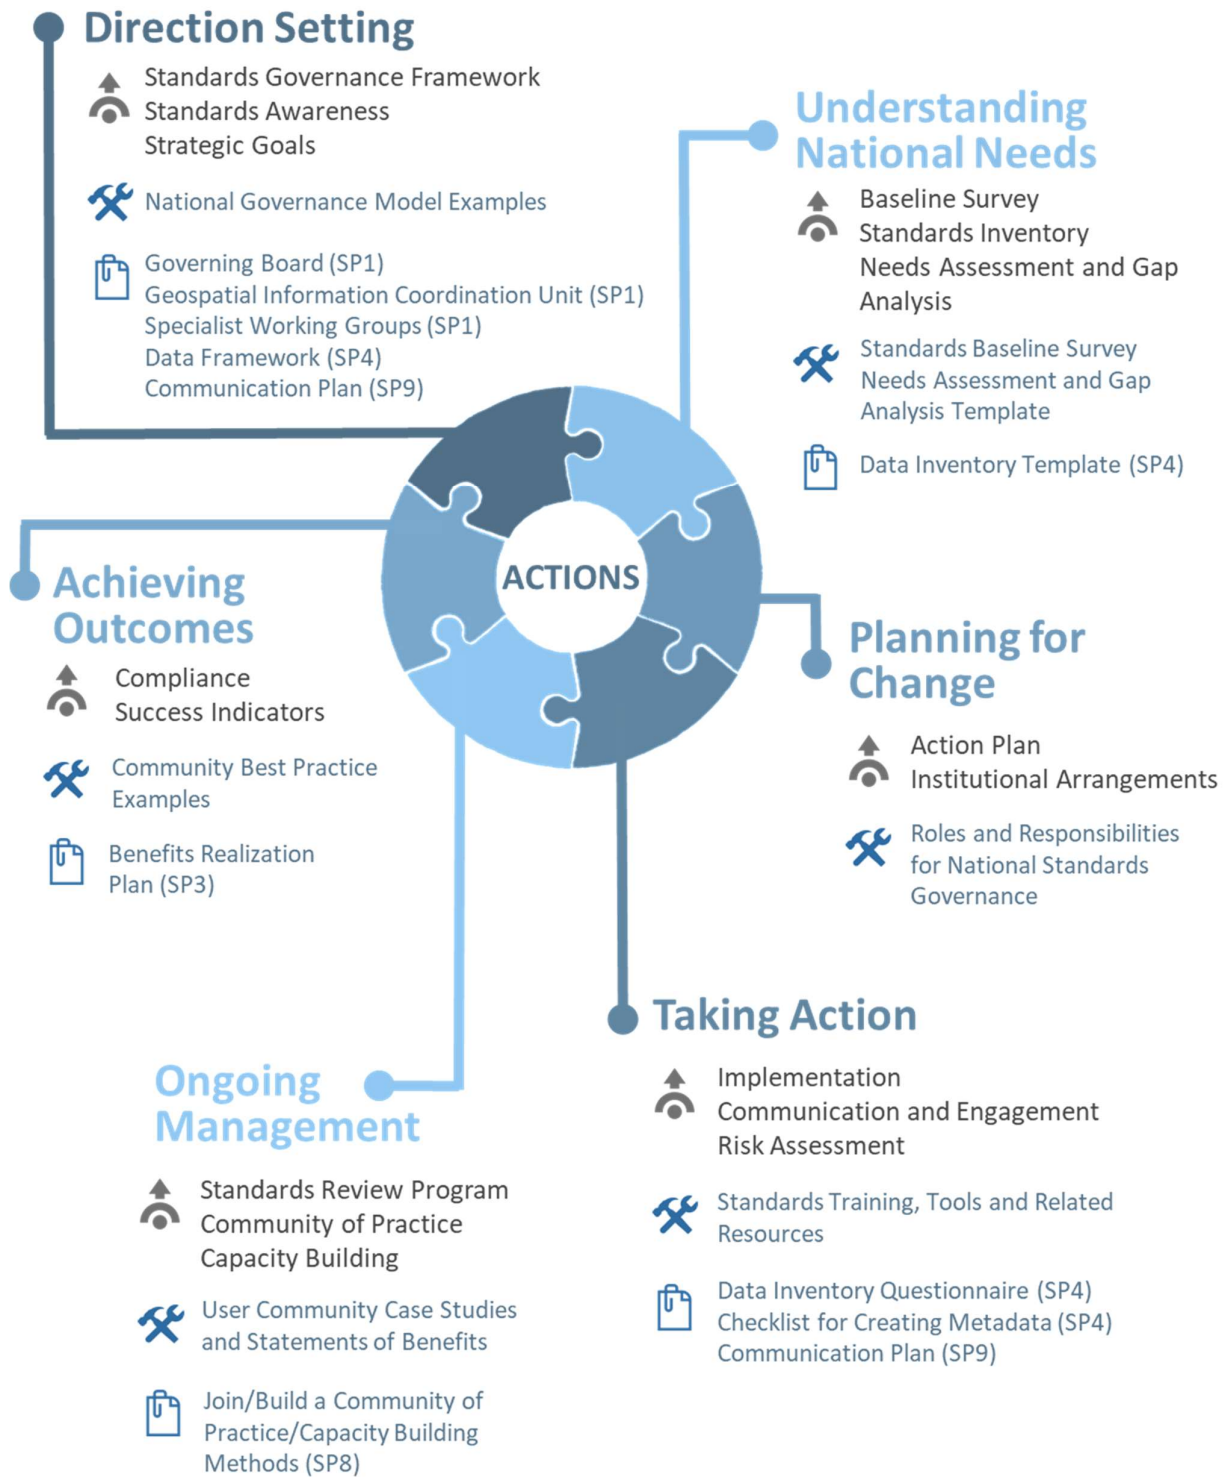 Direction Setting
Standards Governance Framework
Standards Awareness
Strategic Goals
National Governance Model Examples
Governing Board (SP1)
Geospatial Information Coordination Unit (SP1)
Specialist Working Groups (SP1)
Data Framework (SP4)
Communication Plan (SP9)
Understanding
National Needs
Baseline Survey
Standards Inventory
Needs Assessment and Gap
Analysis
Standards Baseline Survey
Needs Assessment and Gap
Analysis Template
Data Inventory Template (SP4)
ACTIONS
Planning for
Change
Action Plan
Institutional Arrangements
Roles and Responsibilities
for National Standards
Governance
Taking Action
Implementation
Communication and Engagement
Risk Assessment
Standards Training, Tools and Related
Resources
Data Inventory Questionnaire (SP4)
Checklist for Creating Metadata (SP4)
Communication Plan (SP9)
Ongoing
Management
Standards Review Program
Community of Practice
Capacity Building
User Community Case Studies
and Statements of Benefits
Join/Build a Community of
Practice/Capacity Building
Methods (SP8)
Achieving
Outcomes
Compliance
Success Indicators
Community Best Practice
Examples
Benefits Realization
Plan (SP3)